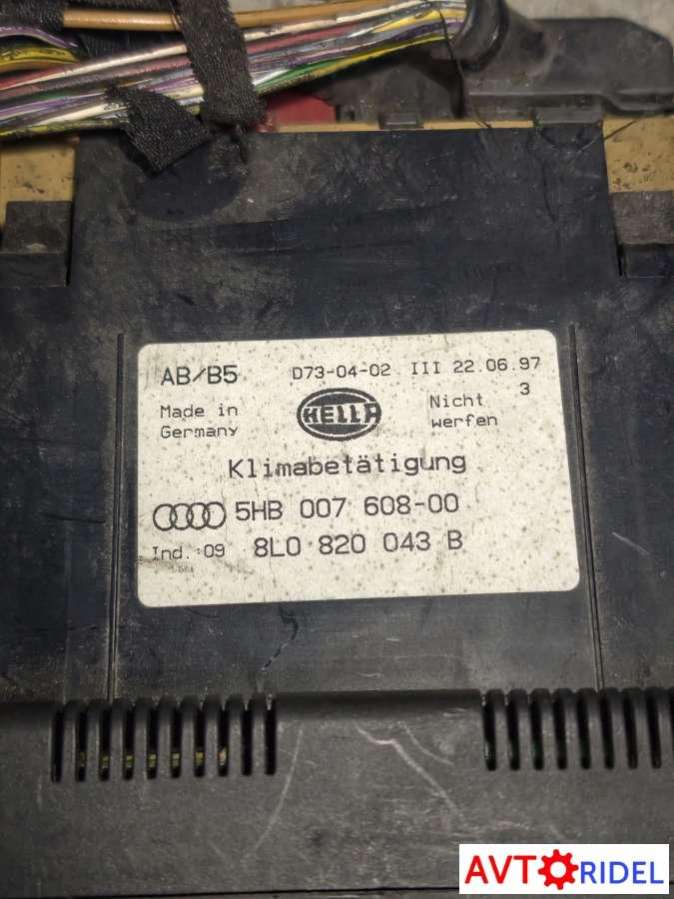 AB/B5 D73-04-02 III 22.06.97
3
Made in Germany
HELLA
Nicht werfen
Klimabetätigung
5HB 007 608-00
Ind.:09 8L0 820 043 B
AVTORIDEL